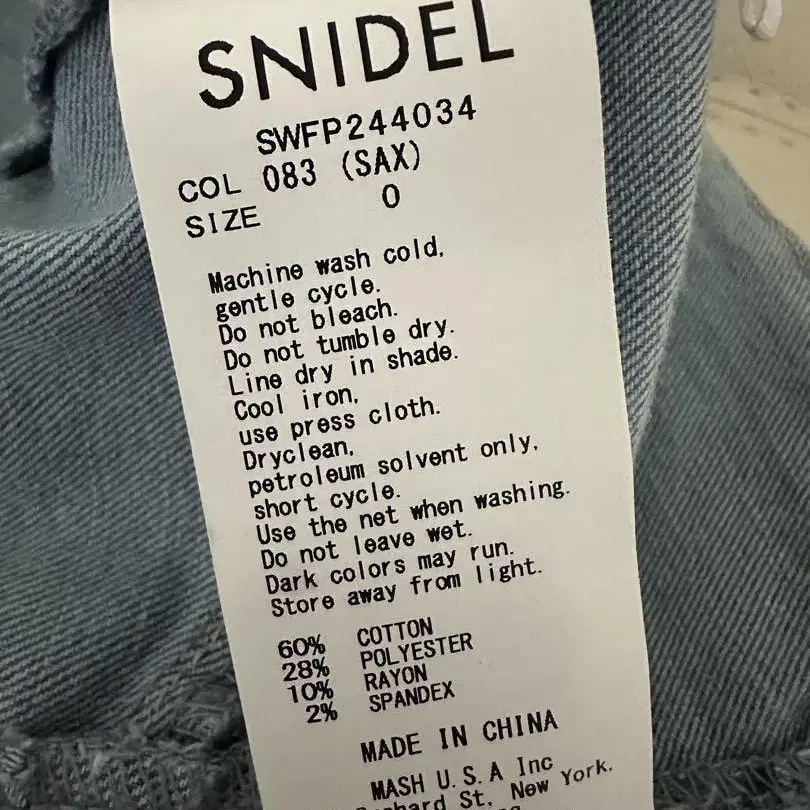 SNIDEL
SWFP244034
COL 083 (SAX)
SIZE 0
Machine wash cold,
gentle cycle.
Do not bleach.
Do not tumble dry.
Line dry in shade.
Cool iron,
use press cloth.
Dryclean,
petroleum solvent only,
short cycle.
Use the net when washing.
Do not leave wet.
Dark colors may run.
Store away from light.
60% COTTON
28% POLYESTER
10% RAYON
2% SPANDEX
MADE IN CHINA
MASH U.S.A Inc
St. New York.